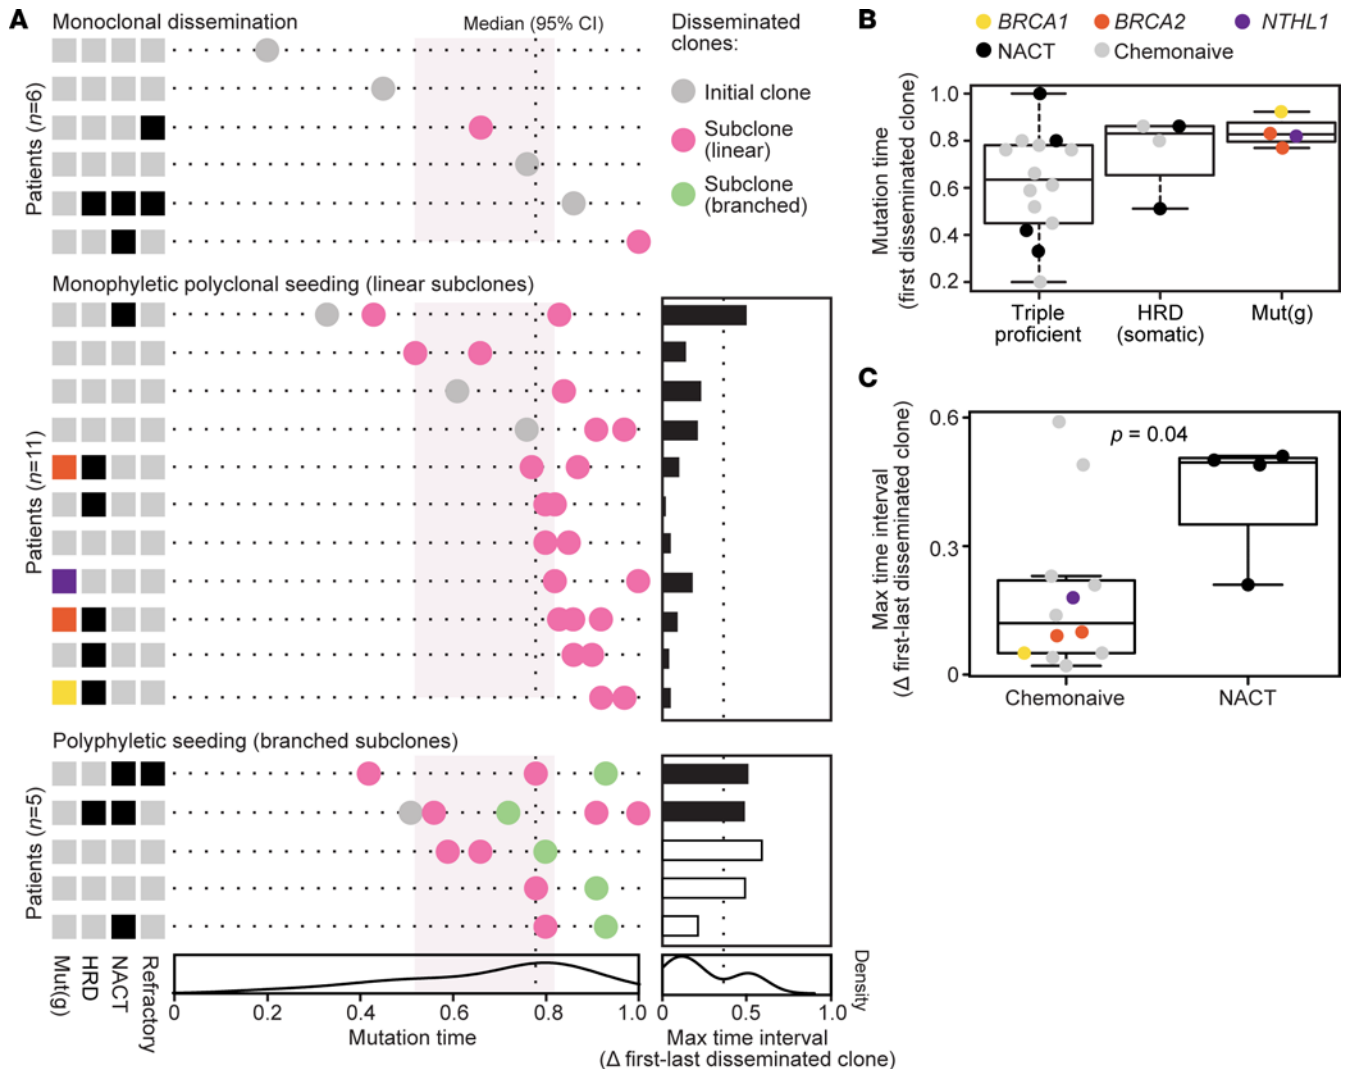 A
Monoclonal dissemination
Median (95% CI)
Patients (n=6)
Disseminated
clones:
Initial clone
Subclone
(linear)
Subclone
(branched)
Monophyletic polyclonal seeding (linear subclones)
Patients (n=11)
Polyphyletic seeding (branched subclones)
Patients (n=5)
Mut(g)
HRD
NACT
Refractory
0
0.2
0.4
0.6
0.8
1.0
Mutation time
0
0.5
1.0
Density
Max time interval
(Δ first-last disseminated clone)
B
BRCA1
BRCA2
NTHL1
NACT
Chemonaive
Mutation time
(first disseminated clone)
1.0
0.8
0.6
0.4
0.2
Triple
proficient
HRD
(somatic)
Mut(g)
C
Max time interval
(Δ first-last disseminated clone)
0.6
0.3
0
p = 0.04
Chemonaive
NACT